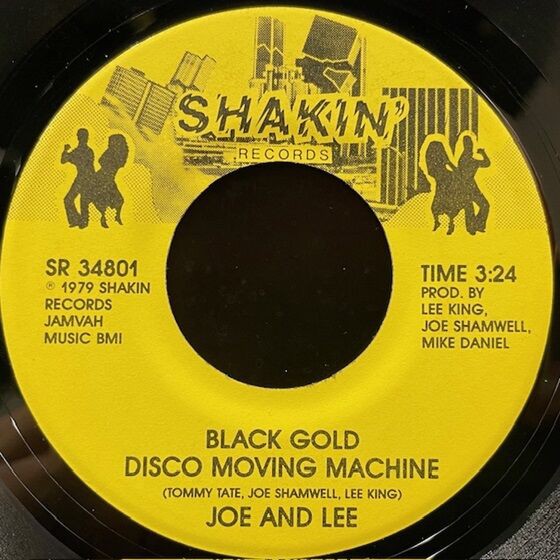 SHAKIN'
RECORDS
SR 34801
℗ 1979 SHAKIN
RECORDS
JAMVAH
MUSIC BMI
TIME 3:24
PROD. BY
LEE KING,
JOE SHAMWELL,
MIKE DANIEL
BLACK GOLD
DISCO MOVING MACHINE
(TOMMY TATE, JOE SHAMWELL, LEE KING)
JOE AND LEE